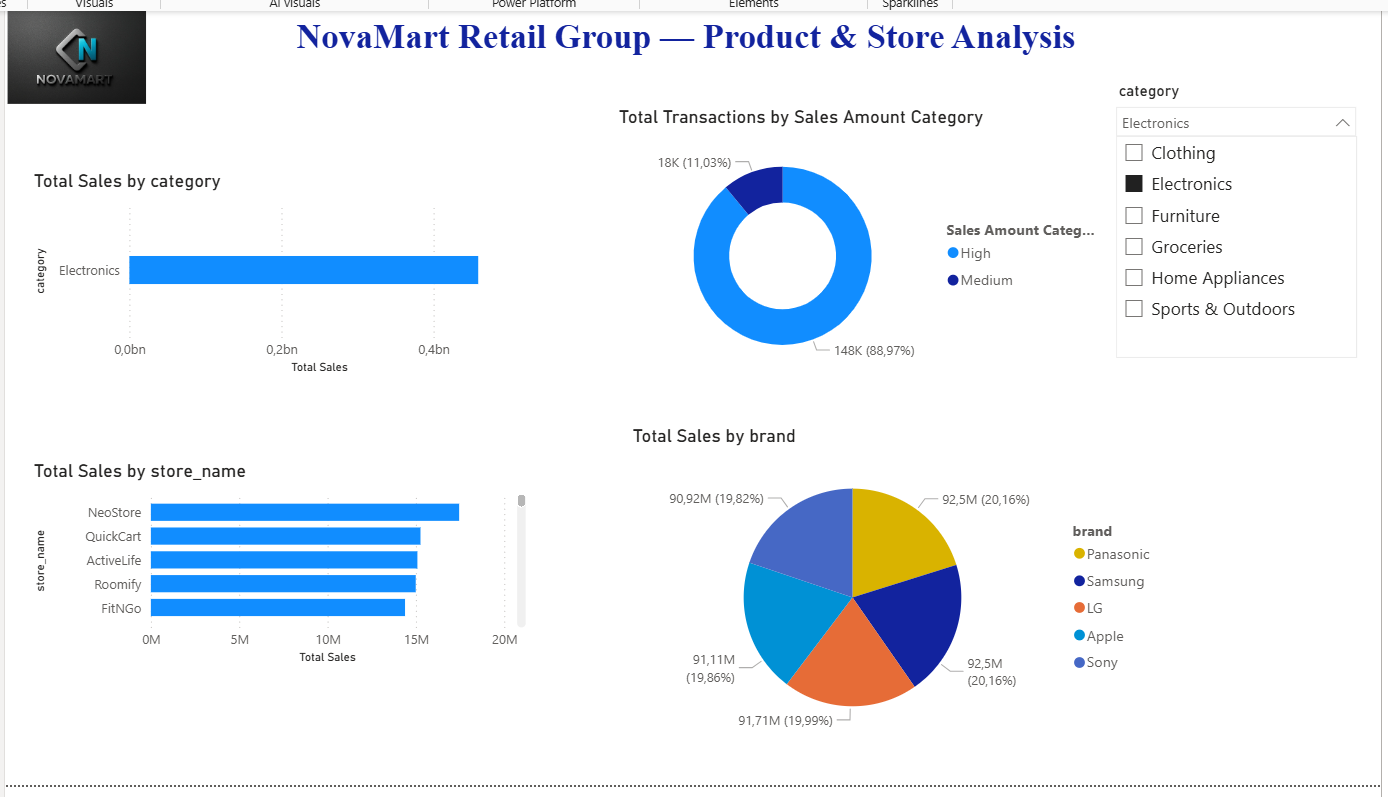 Visuals
AI visuals
Power Platform
Elements
Sparklines
NOVAMART
NovaMart Retail Group — Product & Store Analysis
category
Electronics
Clothing
Electronics
Furniture
Groceries
Home Appliances
Sports & Outdoors
Total Transactions by Sales Amount Category
18K (11,03%)
148K (88,97%)
Sales Amount Categ...
High
Medium
Total Sales by category
category
Electronics
0,0bn
0,2bn
0,4bn
Total Sales
Total Sales by store_name
store_name
NeoStore
QuickCart
ActiveLife
Roomify
FitNGo
0M
5M
10M
15M
20M
Total Sales
Total Sales by brand
90,92M (19,82%)
92,5M (20,16%)
91,11M
(19,86%)
92,5M
(20,16%)
91,71M (19,99%)
brand
Panasonic
Samsung
LG
Apple
Sony